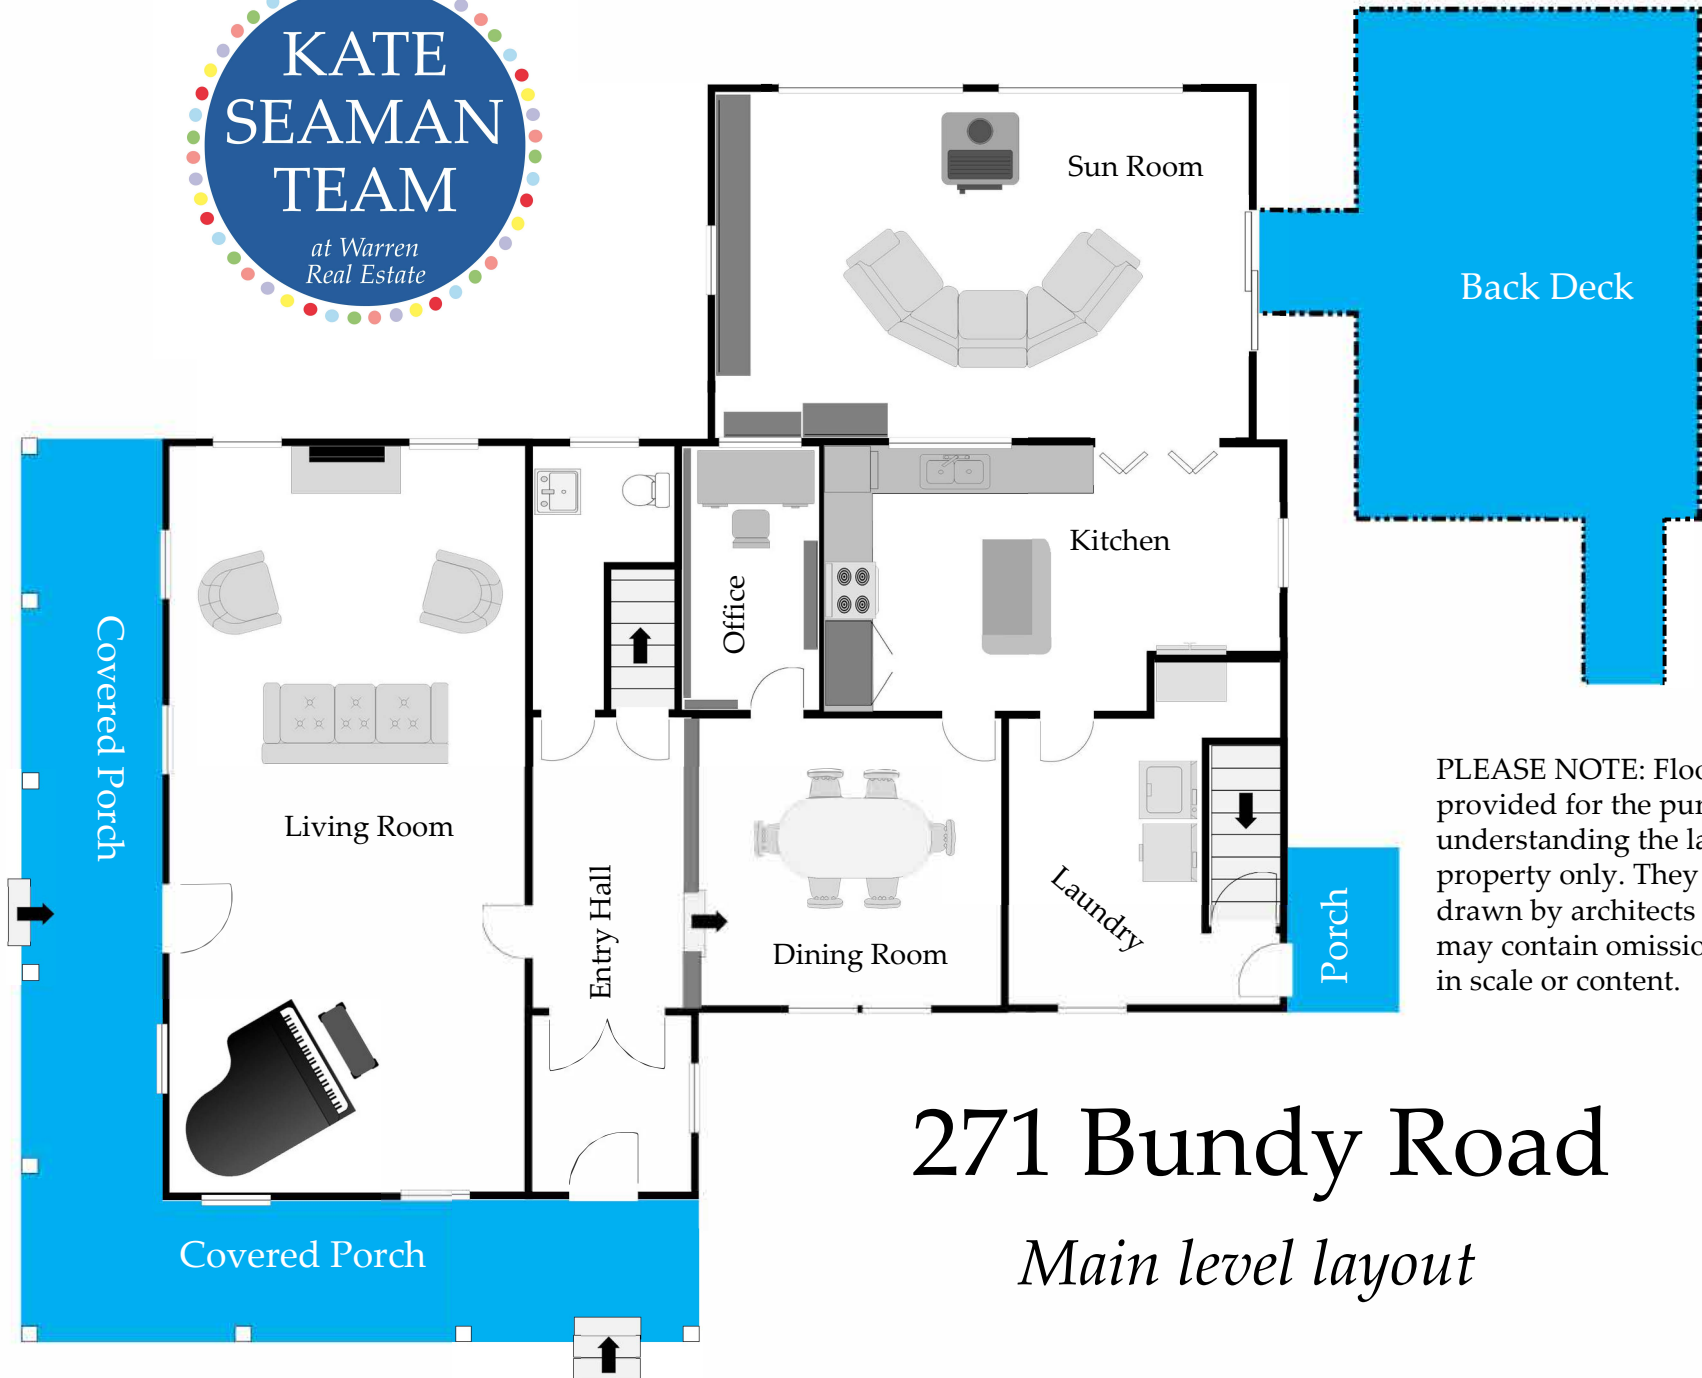 KATE
SEAMAN
TEAM
at Warren
Real Estate
Sun Room
Back Deck
Kitchen
Office
Covered Porch
Living Room
Entry Hall
Dining Room
Laundry
Porch
PLEASE NOTE: Floo
provided for the pur
understanding the la
property only. They
drawn by architects
may contain omissio
in scale or content.
271 Bundy Road
Main level layout
Covered Porch